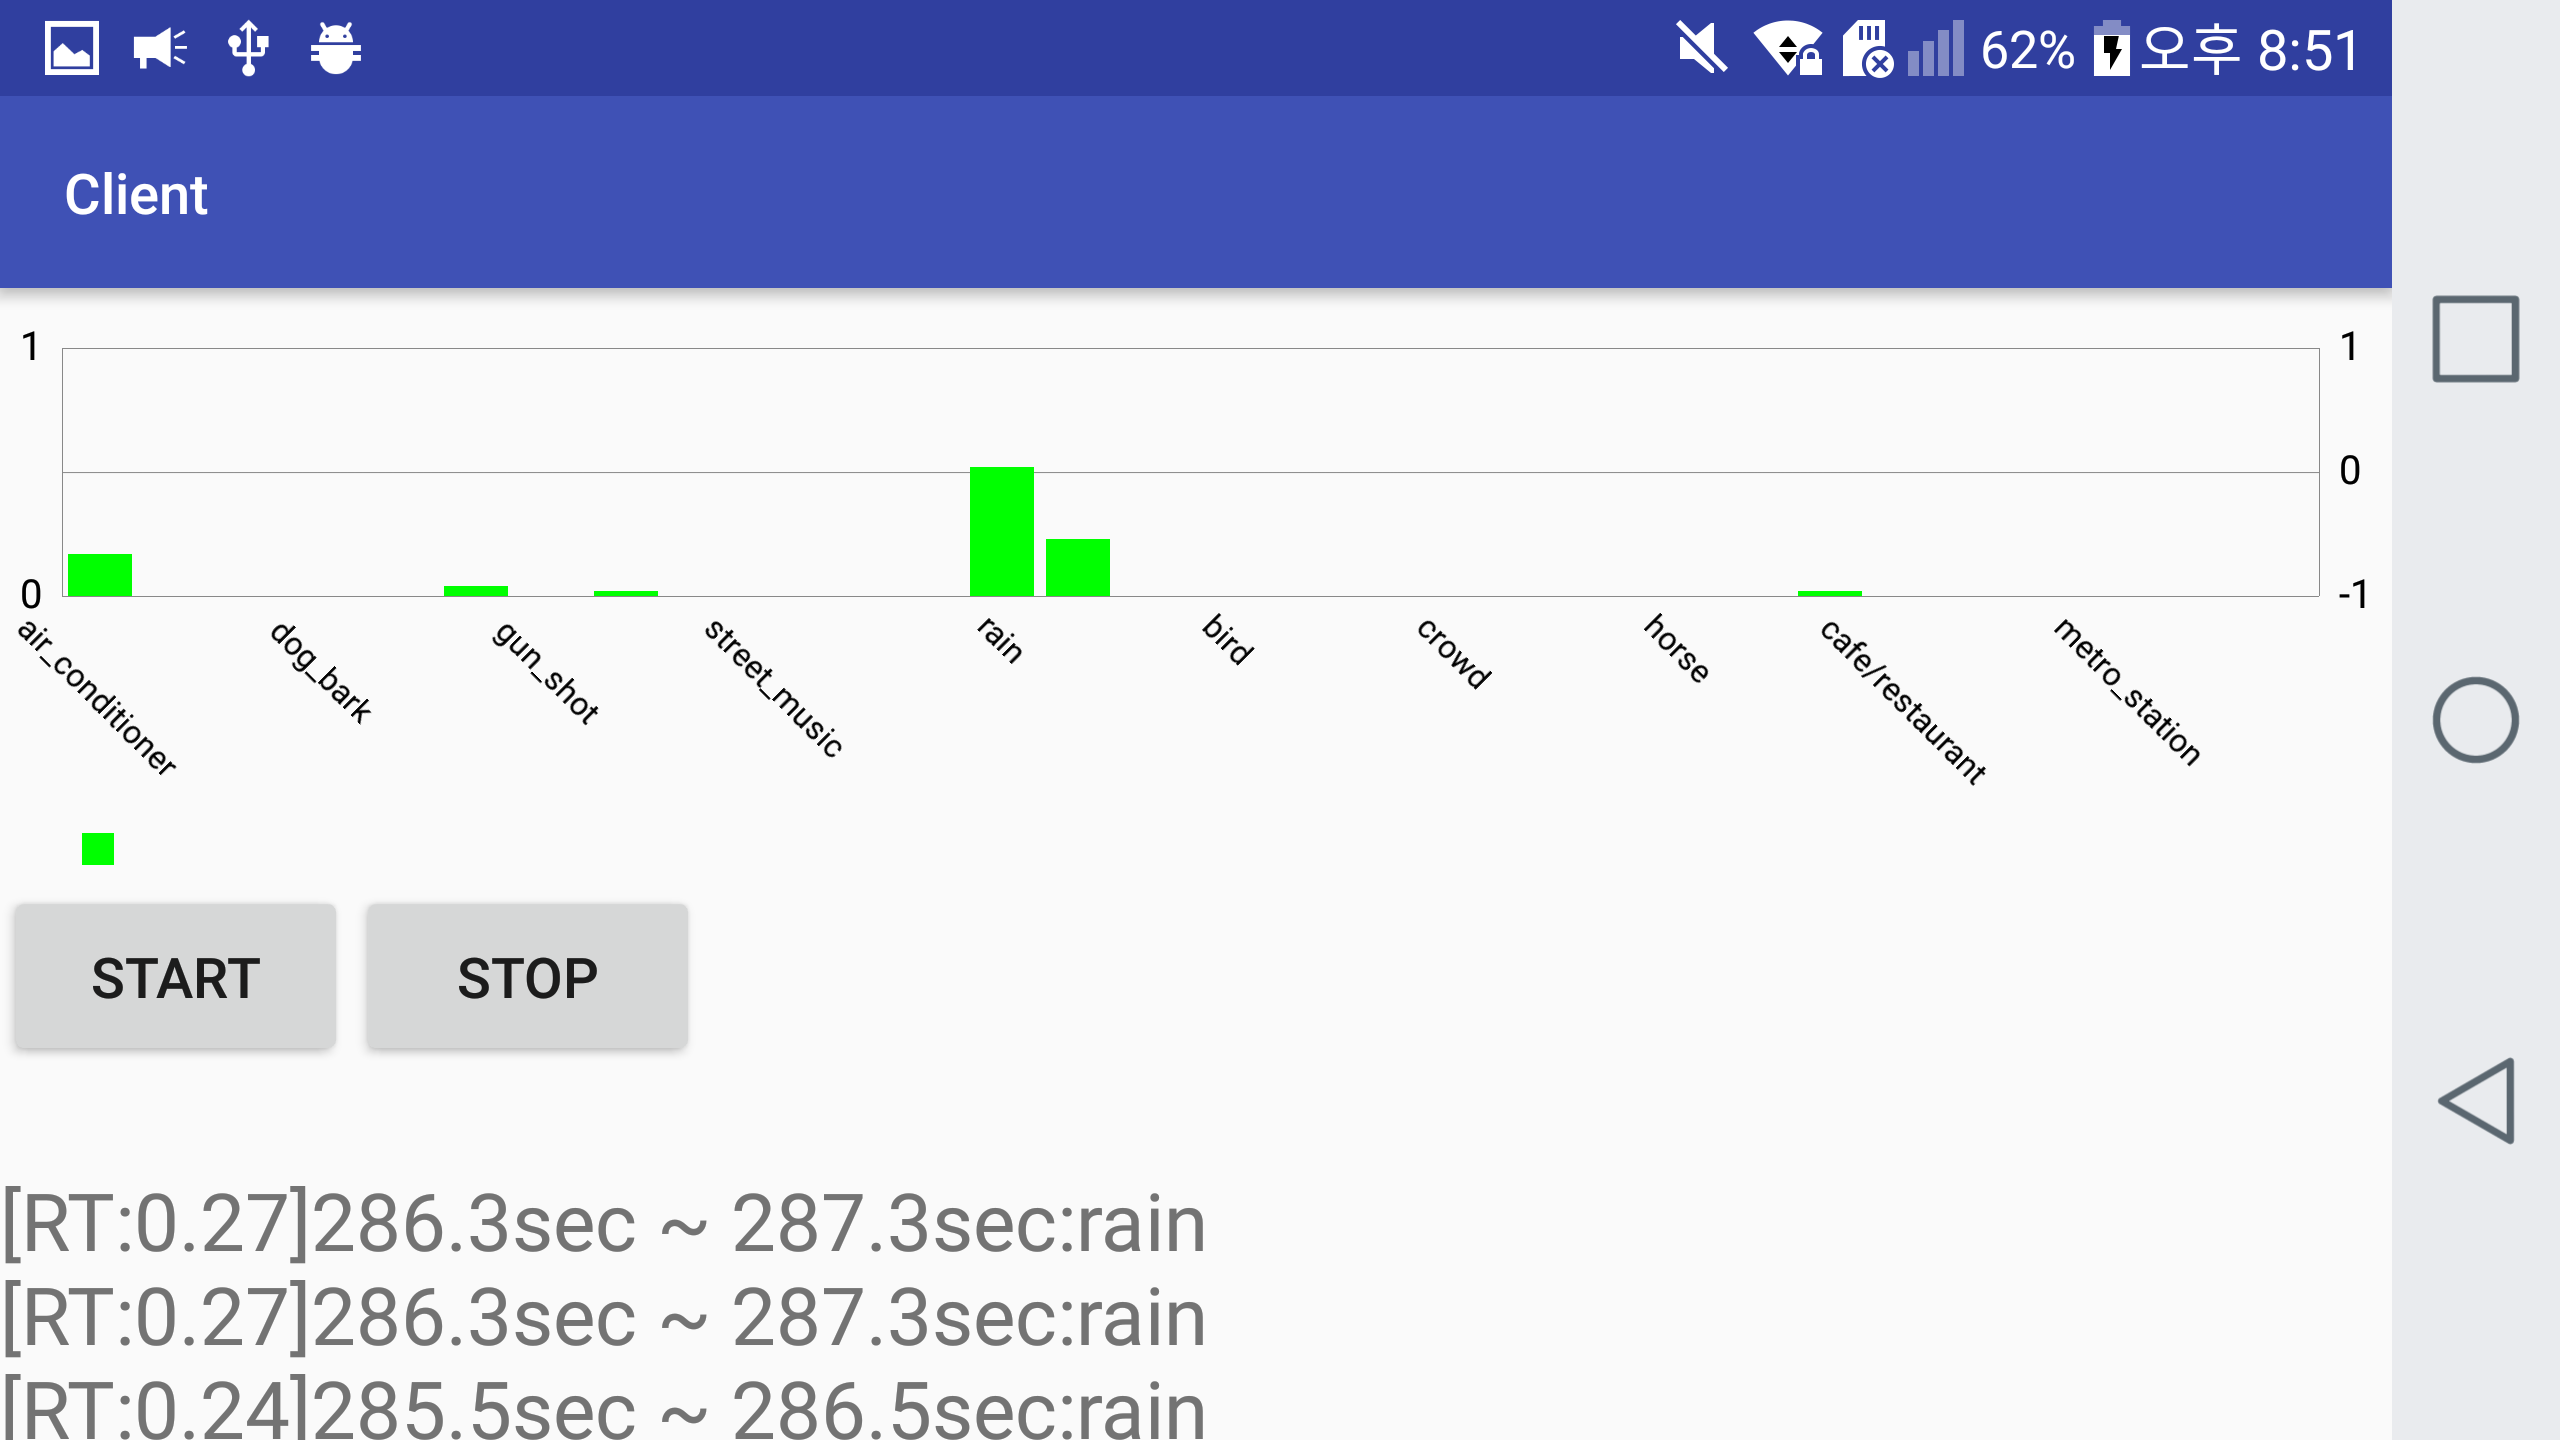 62% 오후 8:51
Client
1 1
0
0 -1
air_conditioner dog_bark gun_shot street_music rain bird crowd horse cafe/restaurant metro_station
START STOP
[RT:0.27]286.3sec ~ 287.3sec:rain
[RT:0.27]286.3sec ~ 287.3sec:rain
[RT:0.24]285.5sec ~ 286.5sec:rain